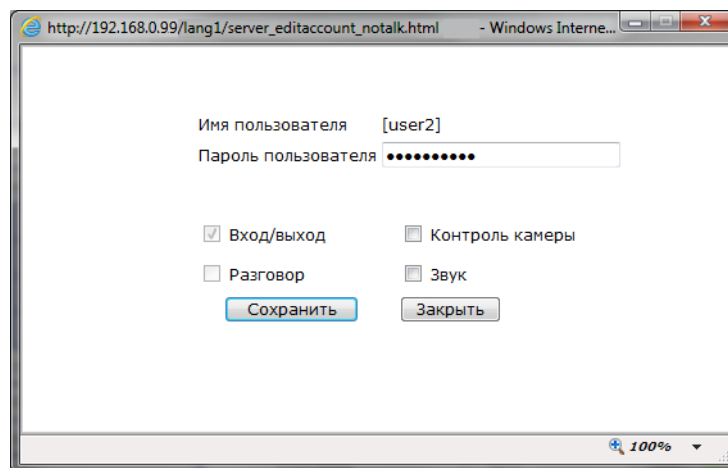 http://192.168.0.99/lang1/server_editaccount_notalk.html - Windows Interne...
Имя пользователя [user2]
Пароль пользователя ••••••••••
Вход/выход Контроль камеры
Разговор Звук
Сохранить Закрыть
100%